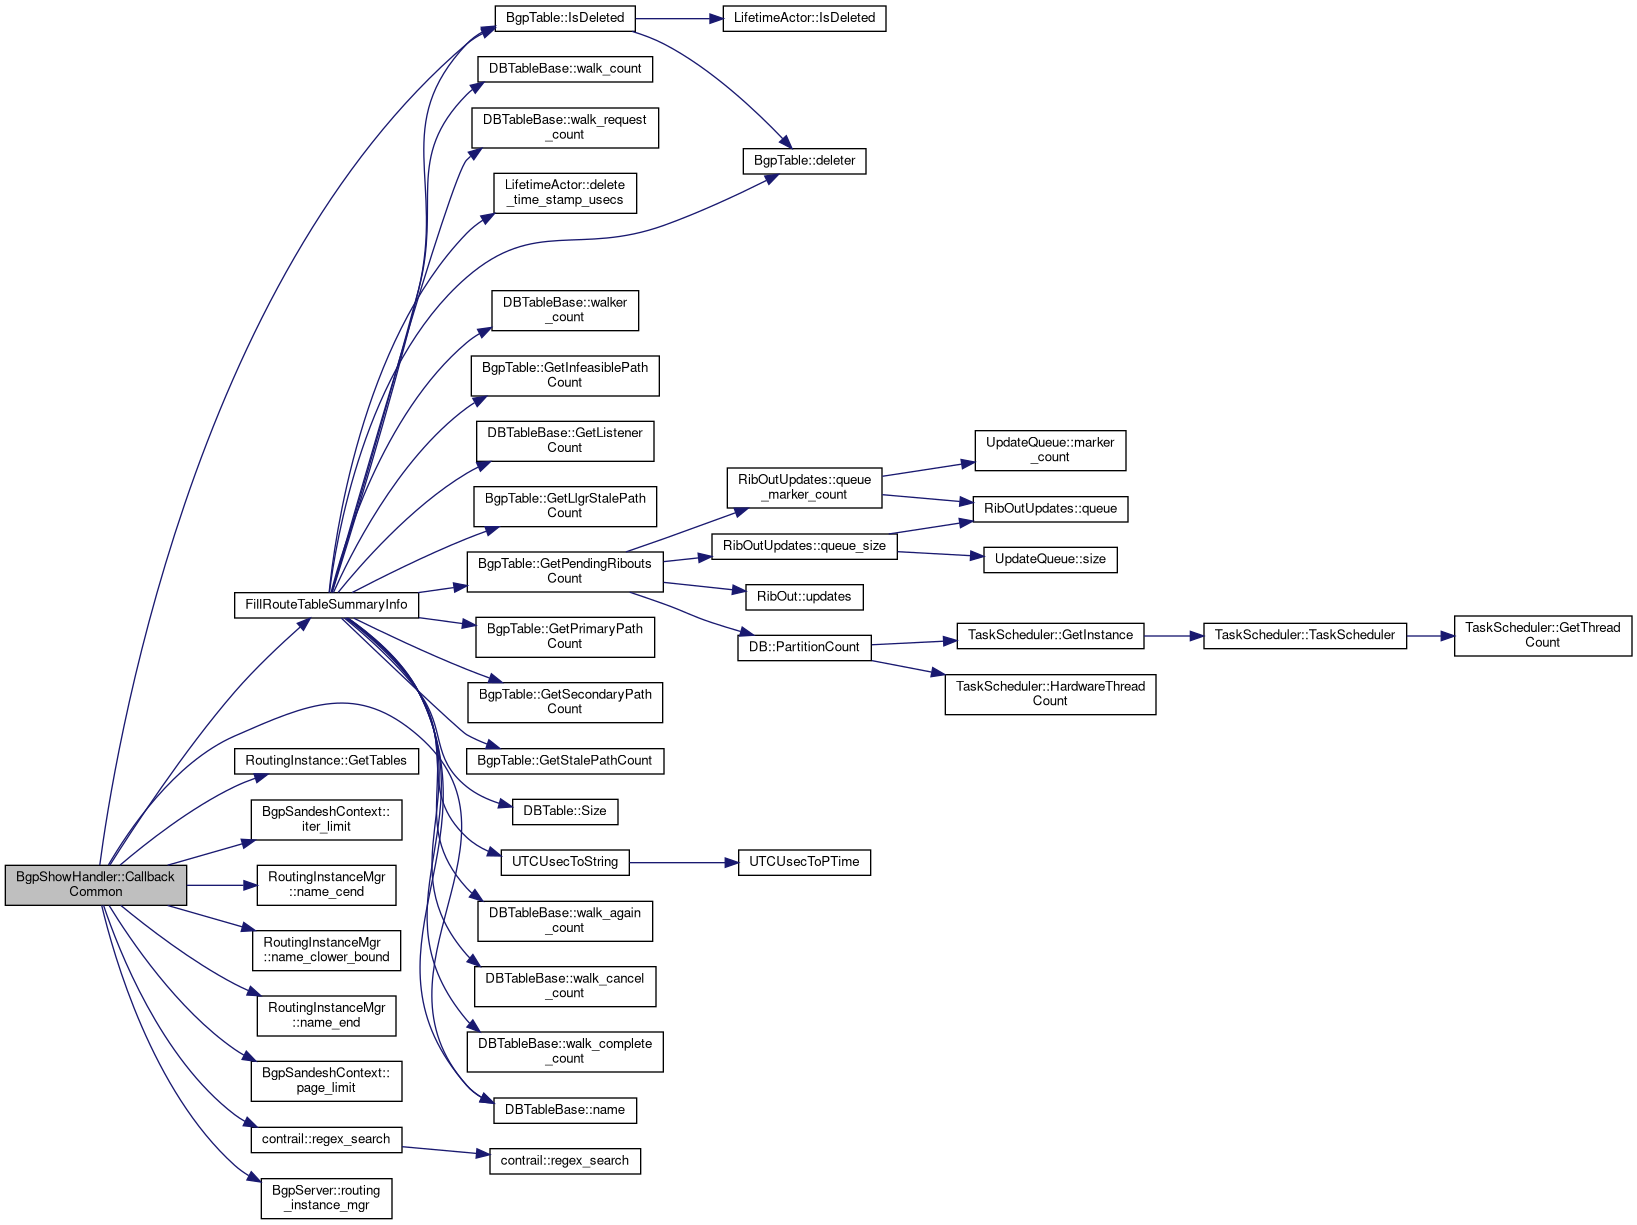 BgpShowHandler::Callback
Common
BgpTable::IsDeleted
LifetimeActor::IsDeleted
DBTableBase::walk_count
DBTableBase::walk_request
_count
BgpTable::deleter
LifetimeActor::delete
_time_stamp_usecs
DBTableBase::walker
_count
BgpTable::GetInfeasiblePath
Count
DBTableBase::GetListener
Count
BgpTable::GetLlgrStalePath
Count
FillRouteTableSummaryInfo
BgpTable::GetPendingRibouts
Count
RibOutUpdates::queue
_marker_count
UpdateQueue::marker
_count
RibOutUpdates::queue
RibOutUpdates::queue_size
UpdateQueue::size
RibOut::updates
DB::PartitionCount
TaskScheduler::GetInstance
TaskScheduler::TaskScheduler
TaskScheduler::GetThread
Count
TaskScheduler::HardwareThread
Count
BgpTable::GetPrimaryPath
Count
BgpTable::GetSecondaryPath
Count
BgpTable::GetStalePathCount
DBTable::Size
UTCUsecToString
UTCUsecToPTime
DBTableBase::walk_again
_count
DBTableBase::walk_cancel
_count
DBTableBase::walk_complete
_count
DBTableBase::name
RoutingInstance::GetTables
BgpSandeshContext::
iter_limit
RoutingInstanceMgr
::name_cend
RoutingInstanceMgr
::name_clower_bound
RoutingInstanceMgr
::name_end
BgpSandeshContext::
page_limit
contrail::regex_search
contrail::regex_search
BgpServer::routing
_instance_mgr